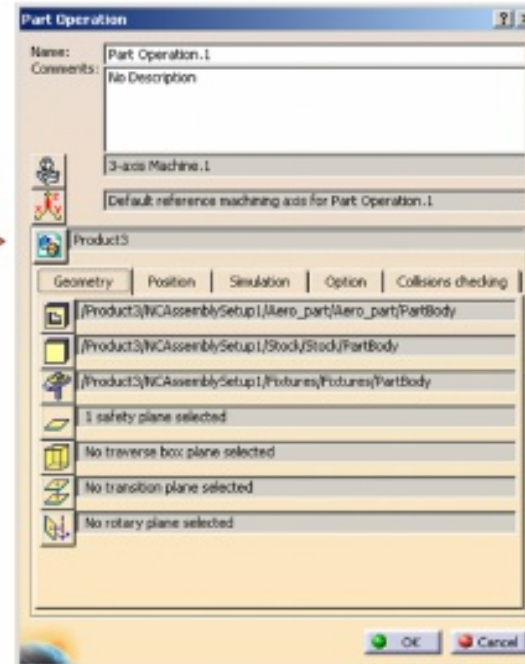 Part Operation
Name: Part Operation.1
Comments: No Description
3-axis Machine.1
Default reference machining axis for Part Operation.1
Product3
Geometry Position Simulation Option Collisions checking
/Product3/NCAssemblySetup1/Aero_part/Aero_part/PartBody
/Product3/NCAssemblySetup1/Stock/Stock/PartBody
/Product3/NCAssemblySetup1/Fixtures/Fixtures/PartBody
1 safety plane selected
No traverse box plane selected
No transition plane selected
No rotary plane selected
OK Cancel